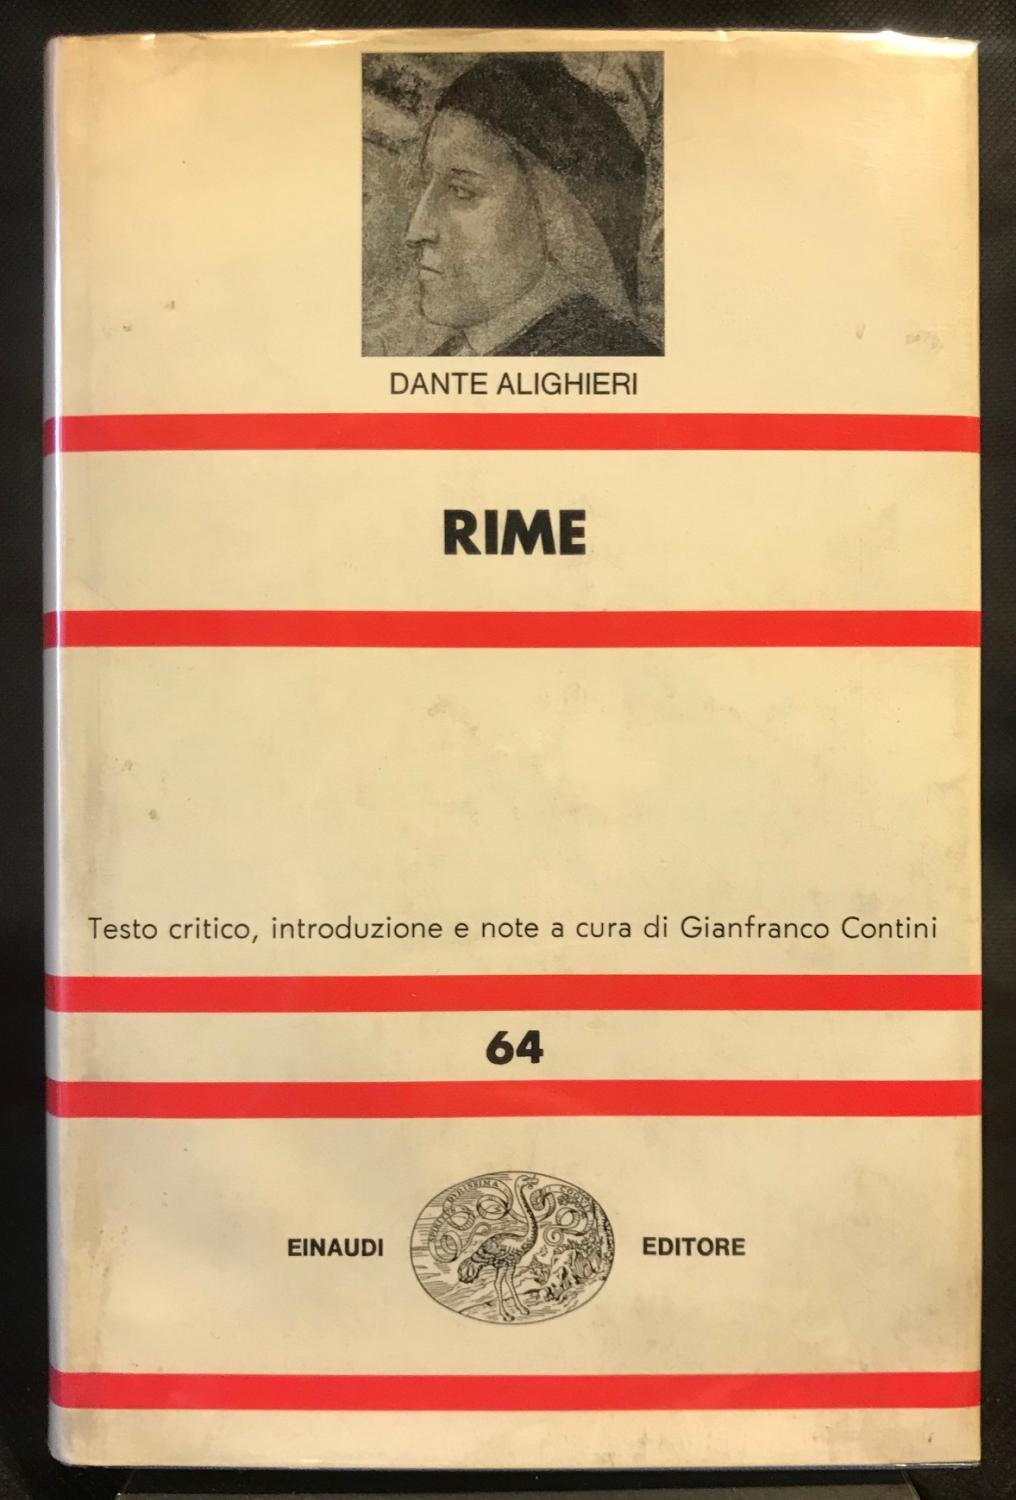 DANTE ALIGHIERI
RIME
Testo critico, introduzione e note a cura di Gianfranco Contini
64
EINAUDI
EDITORE